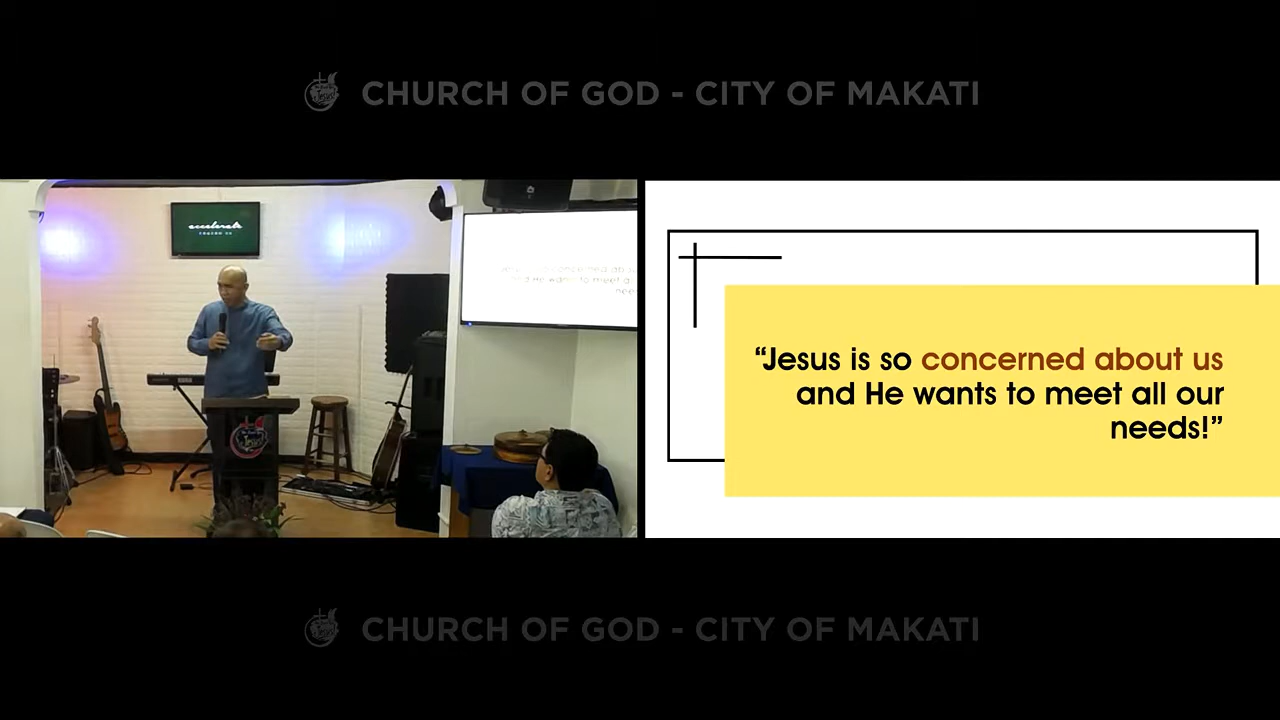 CHURCH OF GOD - CITY OF MAKATI
accelerate
“Jesus is so concerned about us
and He wants to meet all our
needs!”
CHURCH OF GOD - CITY OF MAKATI